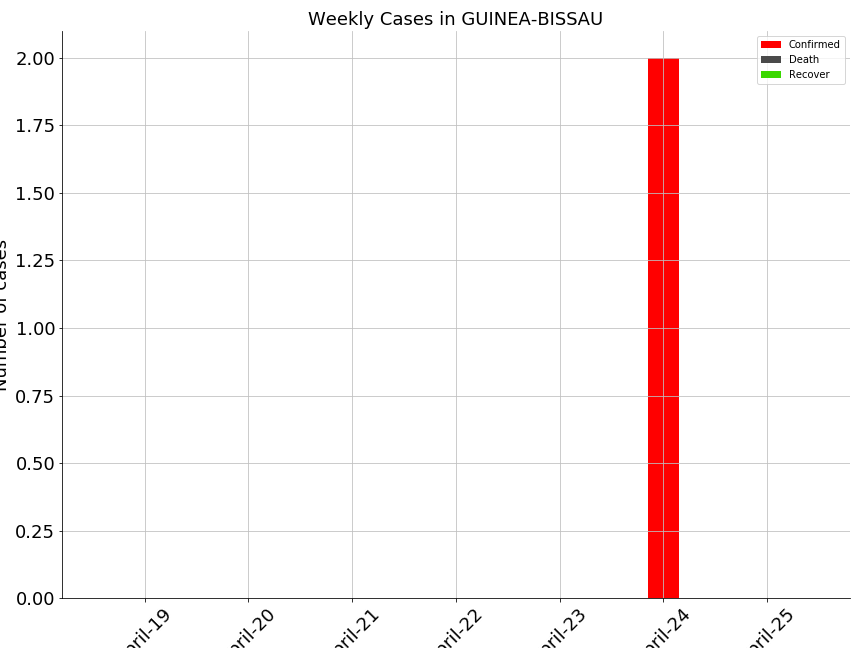 Weekly Cases in GUINEA-BISSAU
Confirmed
Death
Recover
2.00
1.75
1.50
1.25
1.00
0.75
0.50
0.25
0.00
Number of cases
pril-19
pril-20
pril-21
pril-22
pril-23
pril-24
pril-25